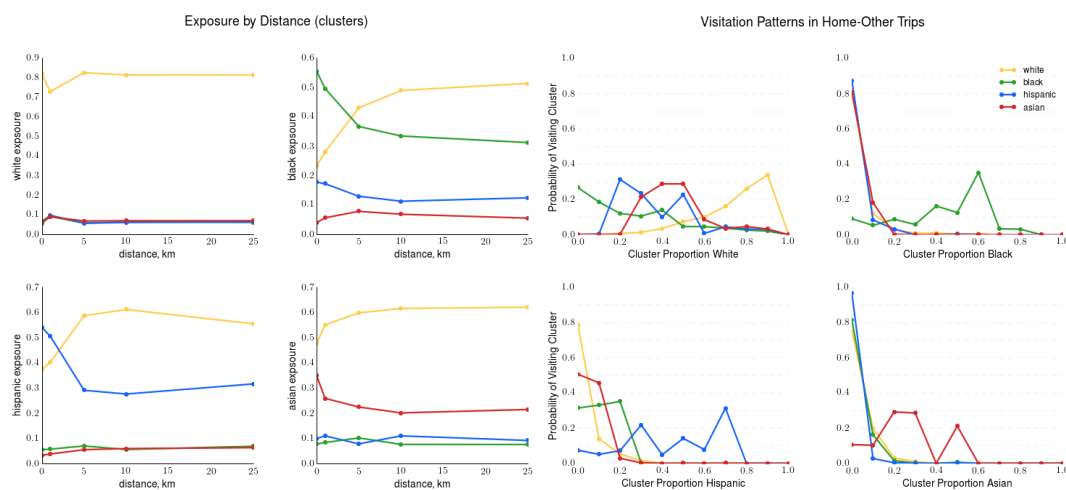 Exposure by Distance (clusters)
Visitation Patterns in Home-Other Trips
white expsoure
0.9
0.8
0.7
0.6
0.5
0.4
0.3
0.2
0.1
0.0
0 5 10 15 20 25
distance, km
black expsoure
0.6
0.5
0.4
0.3
0.2
0.1
0.0
0 5 10 15 20 25
distance, km
Probability of Visiting Cluster
1.0
0.8
0.6
0.4
0.2
0.0
0.0 0.2 0.4 0.6 0.8 1.0
Cluster Proportion White
1.0
0.8
0.6
0.4
0.2
0.0
0.0 0.2 0.4 0.6 0.8 1.0
Cluster Proportion Black
white
black
hispanic
asian
hispanic expsoure
0.7
0.6
0.5
0.4
0.3
0.2
0.1
0.0
0 5 10 15 20 25
distance, km
asian exposure
0.7
0.6
0.5
0.4
0.3
0.2
0.1
0.0
0 5 10 15 20 25
distance, km
Probability of Visiting Cluster
1.0
0.8
0.6
0.4
0.2
0.0
0.0 0.2 0.4 0.6 0.8 1.0
Cluster Proportion Hispanic
1.0
0.8
0.6
0.4
0.2
0.0
0.0 0.2 0.4 0.6 0.8 1.0
Cluster Proportion Asian